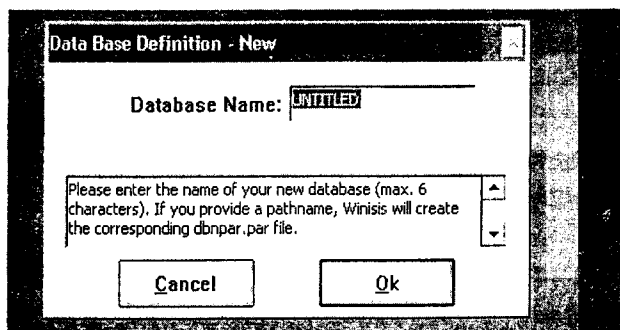 Data Base Definition - New
Database Name: UNTITLED
Please enter the name of your new database (max. 6
characters). If you provide a pathname, Winisis will create
the corresponding dbnpar.par file.
Cancel
Ok